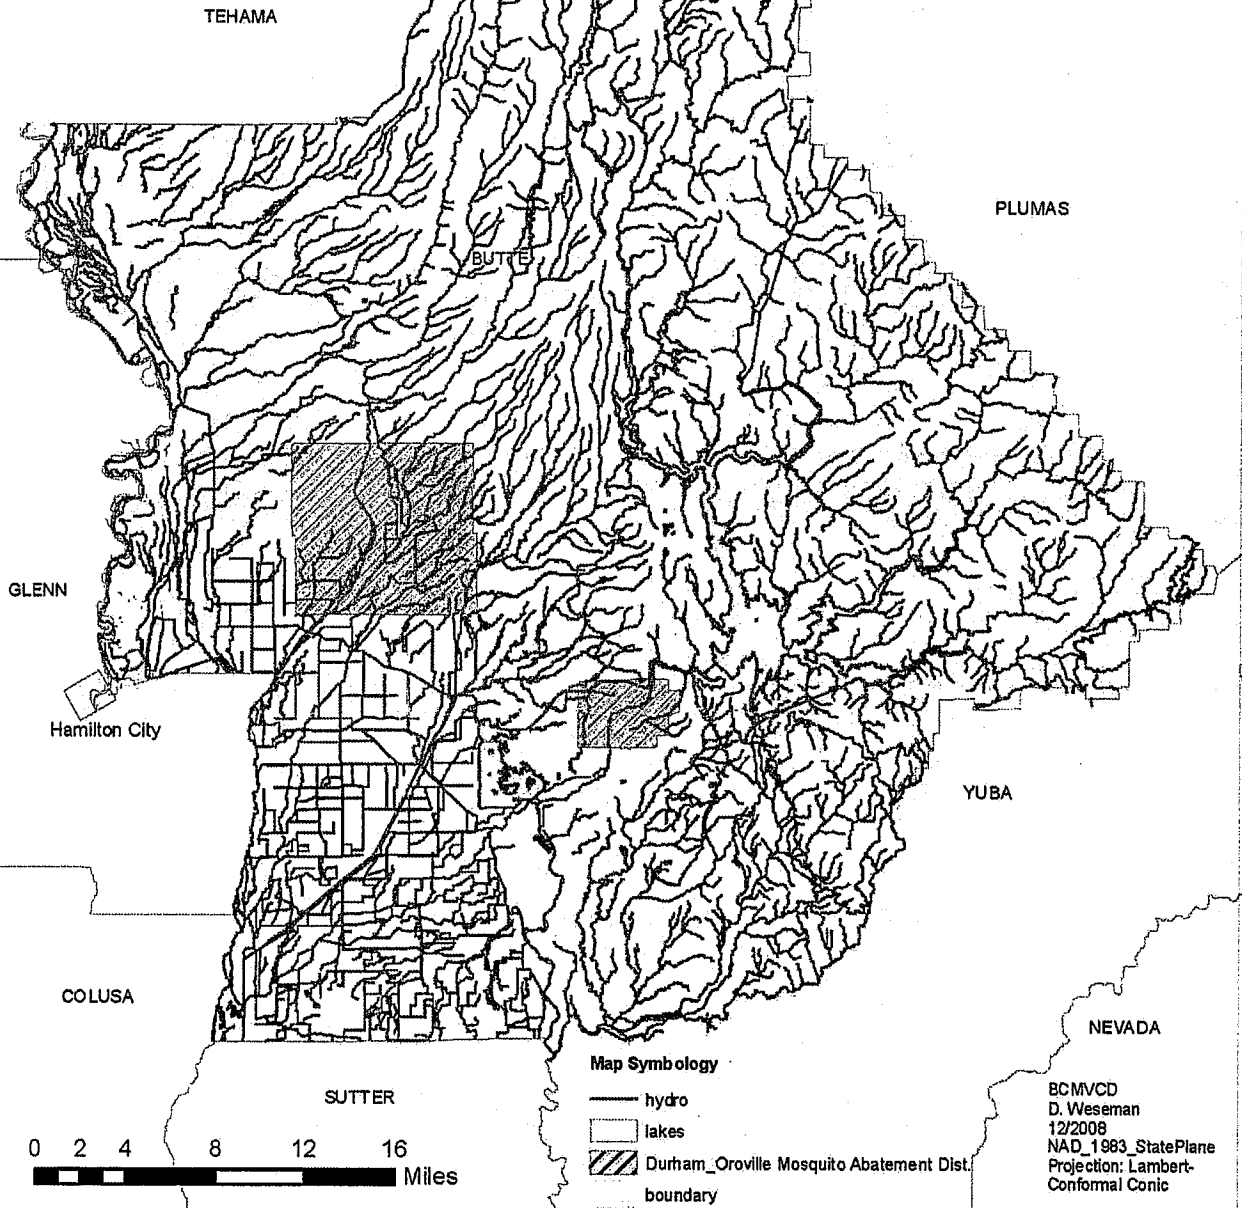 TEHAMA
PLUMAS
BUTTE
GLENN
Hamilton City
YUBA
COLUSA
NEVADA
SUTTER
Map Symbology
hydro
lakes
Durham_Oroville Mosquito Abatement Dist.
boundary
0 2 4 8 12 16
Miles
BCMVCD
D. Weseman
12/2008
NAD_1983_StatePlane
Projection: Lambert-
Conformal Conic